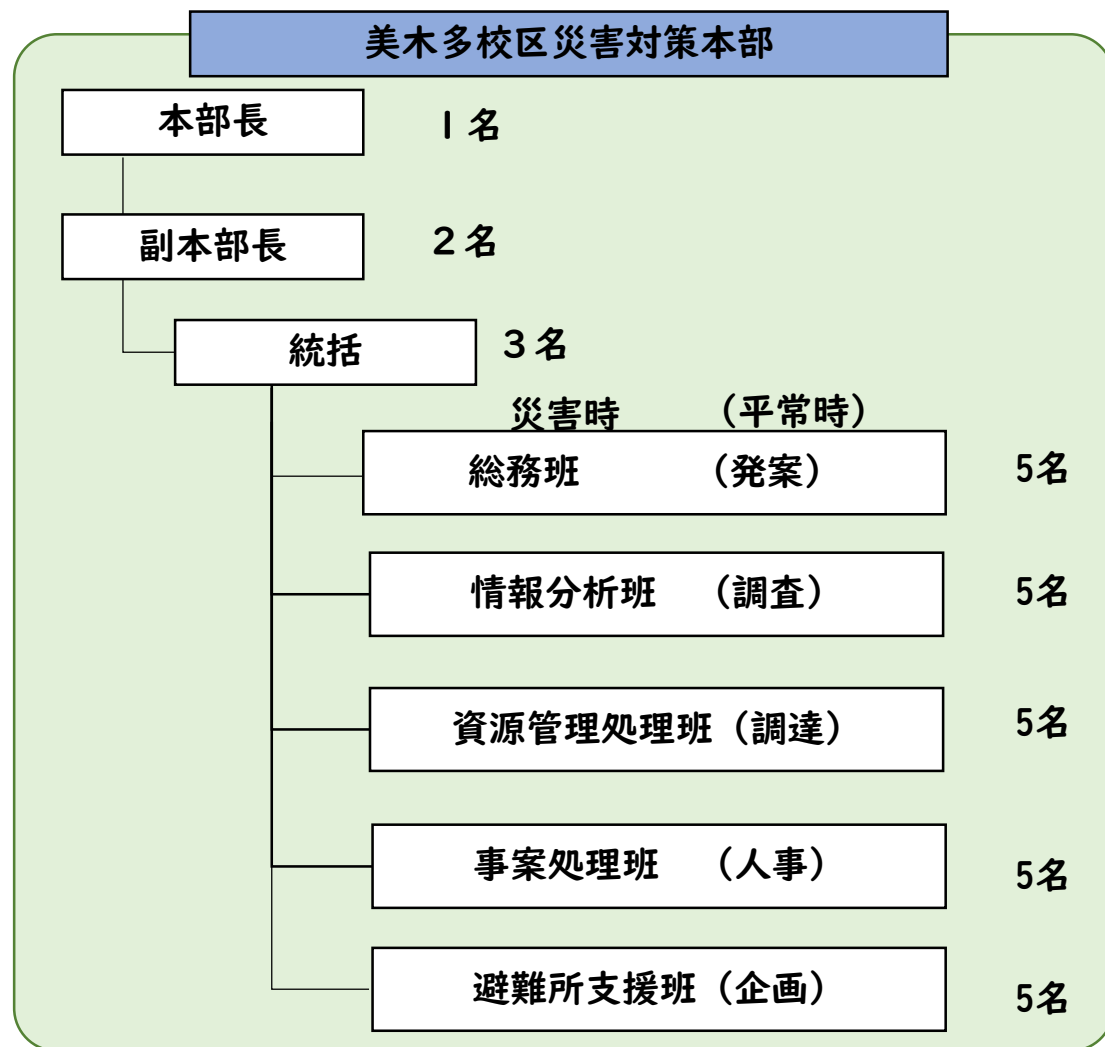 美木多校区災害対策本部
本部長 1名
副本部長 2名
統括 3名
災害時 (平常時)
総務班 (発案) 5名
情報分析班 (調査) 5名
資源管理処理班(調達) 5名
事案処理班 (人事) 5名
避難所支援班(企画) 5名